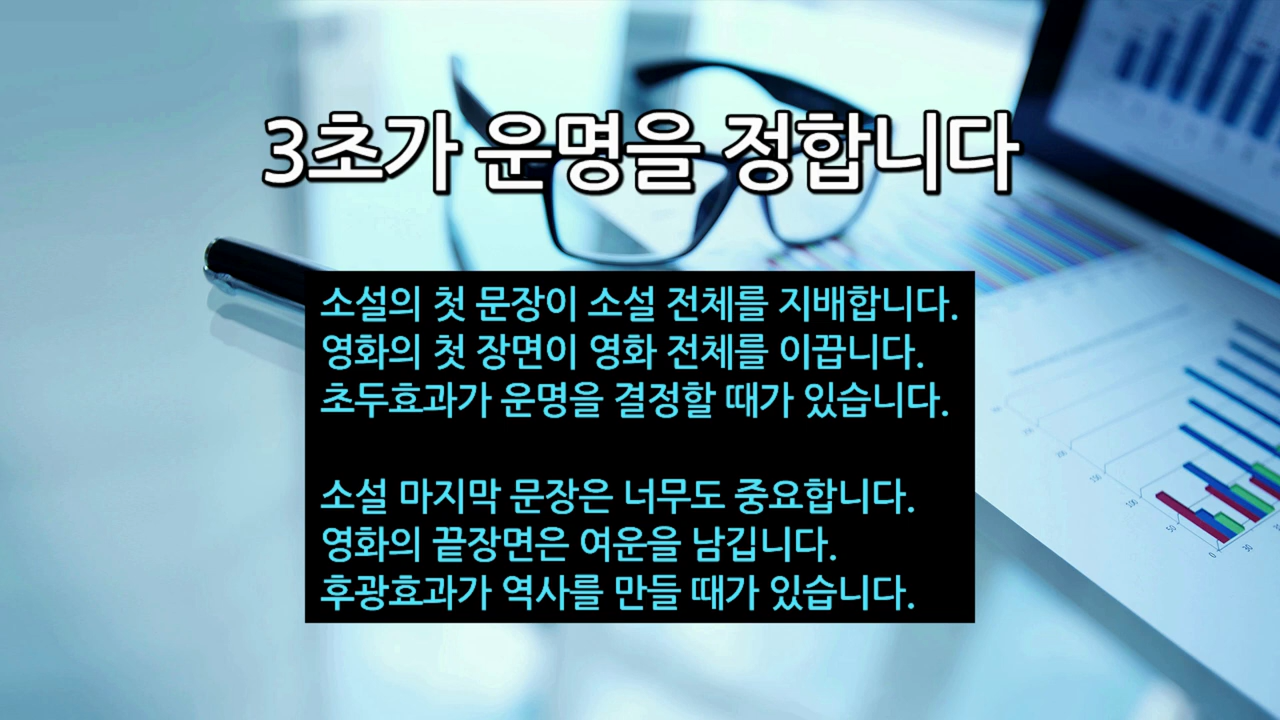 3초가 운명을 정합니다
소설의 첫 문장이 소설 전체를 지배합니다.
영화의 첫 장면이 영화 전체를 이끕니다.
초두효과가 운명을 결정할 때가 있습니다.
소설 마지막 문장은 너무도 중요합니다.
영화의 끝장면은 여운을 남깁니다.
후광효과가 역사를 만들 때가 있습니다.